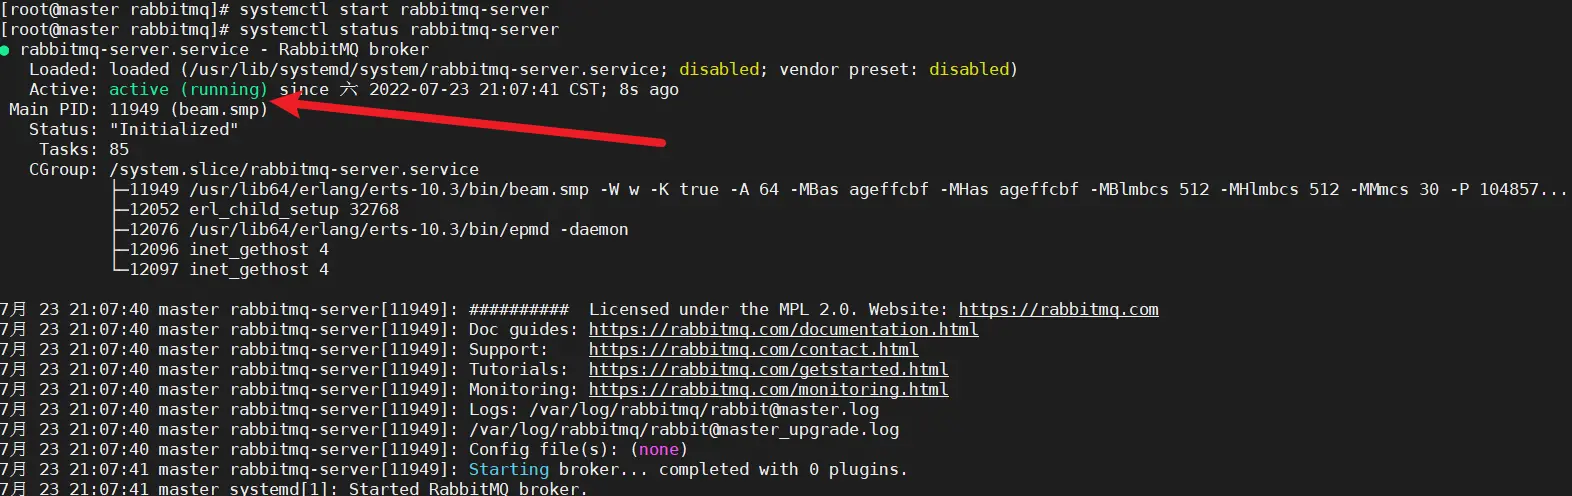 [root@master rabbitmq]# systemctl start rabbitmq-server
[root@master rabbitmq]# systemctl status rabbitmq-server
● rabbitmq-server.service - RabbitMQ broker
   Loaded: loaded (/usr/lib/systemd/system/rabbitmq-server.service; disabled; vendor preset: disabled)
   Active: active (running) since 六 2022-07-23 21:07:41 CST; 8s ago
 Main PID: 11949 (beam.smp)
   Status: "Initialized"
    Tasks: 85
   CGroup: /system.slice/rabbitmq-server.service
           ├─11949 /usr/lib64/erlang/erts-10.3/bin/beam.smp -W w -K true -A 64 -MBas ageffcbf -MHas ageffcbf -MBlmbcs 512 -MHlmbcs 512 -MMmcs 30 -P 104857...
           ├─12052 erl_child_setup 32768
           ├─12076 /usr/lib64/erlang/erts-10.3/bin/epmd -daemon
           ├─12096 inet_gethost 4
           └─12097 inet_gethost 4
7月 23 21:07:40 master rabbitmq-server[11949]: ##########  Licensed under the MPL 2.0. Website: https://rabbitmq.com
7月 23 21:07:40 master rabbitmq-server[11949]: Doc guides: https://rabbitmq.com/documentation.html
7月 23 21:07:40 master rabbitmq-server[11949]: Support:    https://rabbitmq.com/contact.html
7月 23 21:07:40 master rabbitmq-server[11949]: Tutorials:  https://rabbitmq.com/getstarted.html
7月 23 21:07:40 master rabbitmq-server[11949]: Monitoring: https://rabbitmq.com/monitoring.html
7月 23 21:07:40 master rabbitmq-server[11949]: Logs: /var/log/rabbitmq/rabbit@master.log
7月 23 21:07:40 master rabbitmq-server[11949]: /var/log/rabbitmq/rabbit@master_upgrade.log
7月 23 21:07:40 master rabbitmq-server[11949]: Config file(s): (none)
7月 23 21:07:41 master rabbitmq-server[11949]: Starting broker... completed with 0 plugins.
7月 23 21:07:41 master systemd[1]: Started RabbitMQ broker.